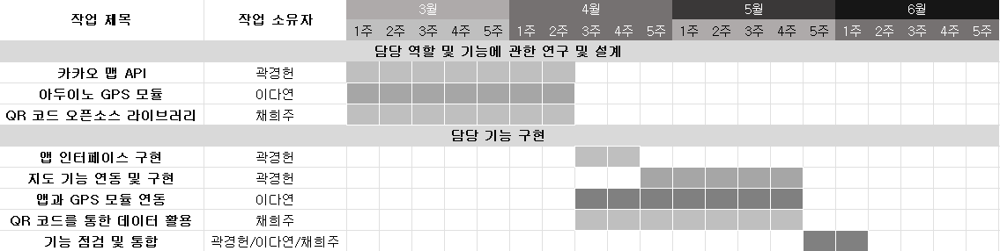 작업 제목 작업 소유자 3월 4월 5월 6월
1주 2주 3주 4주 5주 1주 2주 3주 4주 5주 1주 2주 3주 4주 5주 1주 2주 3주 4주 5주
담당 역할 및 기능에 관한 연구 및 설계
카카오 맵 API 곽경헌
아두이노 GPS 모듈 이다연
QR 코드 오픈소스 라이브러리 채희주
담당 기능 구현
앱 인터페이스 구현 곽경헌
지도 기능 연동 및 구현 곽경헌
앱과 GPS 모듈 연동 이다연
QR 코드를 통한 데이터 활용 채희주
기능 점검 및 통합 곽경헌/이다연/채희주